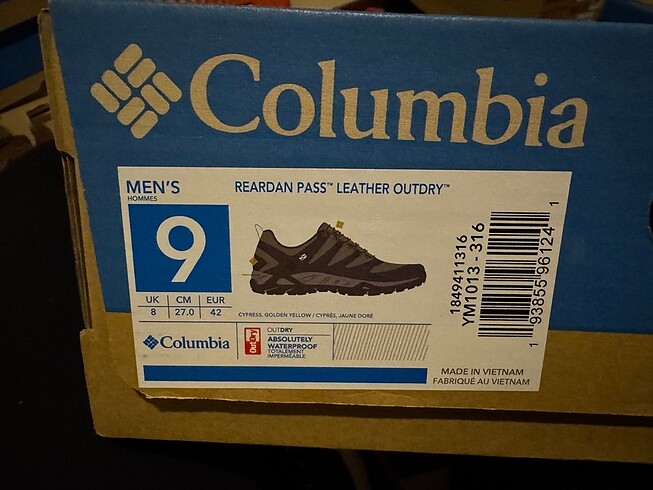 Columbia
MEN'S
HOMMES
REARDAN PASS™ LEATHER OUTDRY™
9
UK CM EUR
8 27.0 42
CYPRESS, GOLDEN YELLOW / CYPRÈS, JAUNE DORÉ
Columbia
OutDry
OUTDRY
ABSOLUTELY
WATERPROOF
TOTALEMENT
IMPERMÉABLE
1849411316
YM1013 - 316
1 93855 96124 1
MADE IN VIETNAM
FABRIQUÉ AU VIETNAM